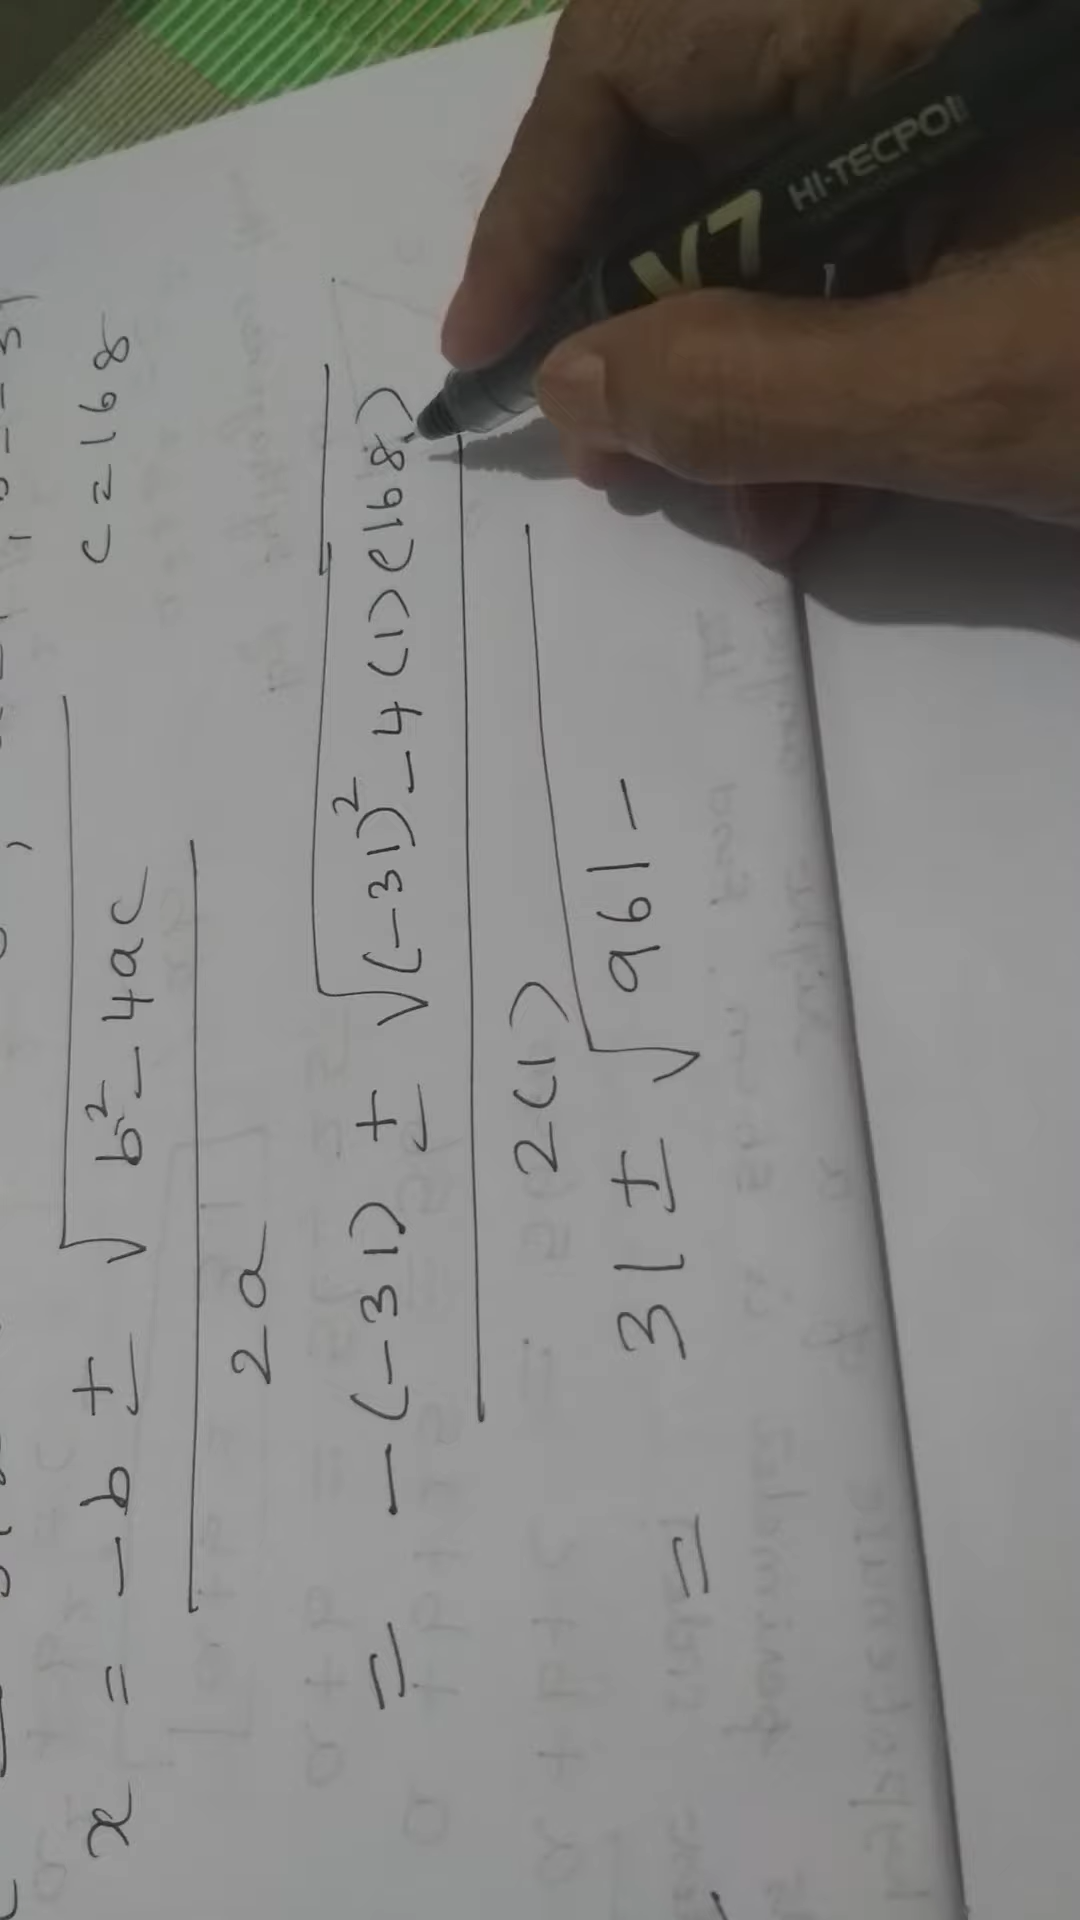 c = 168
x = -b ± √b² - 4ac
2a
= -(-31) ± √(-31)² - 4(1)(168)
2(1)
= 31 ± √961 -
V7 HI-TECPOI